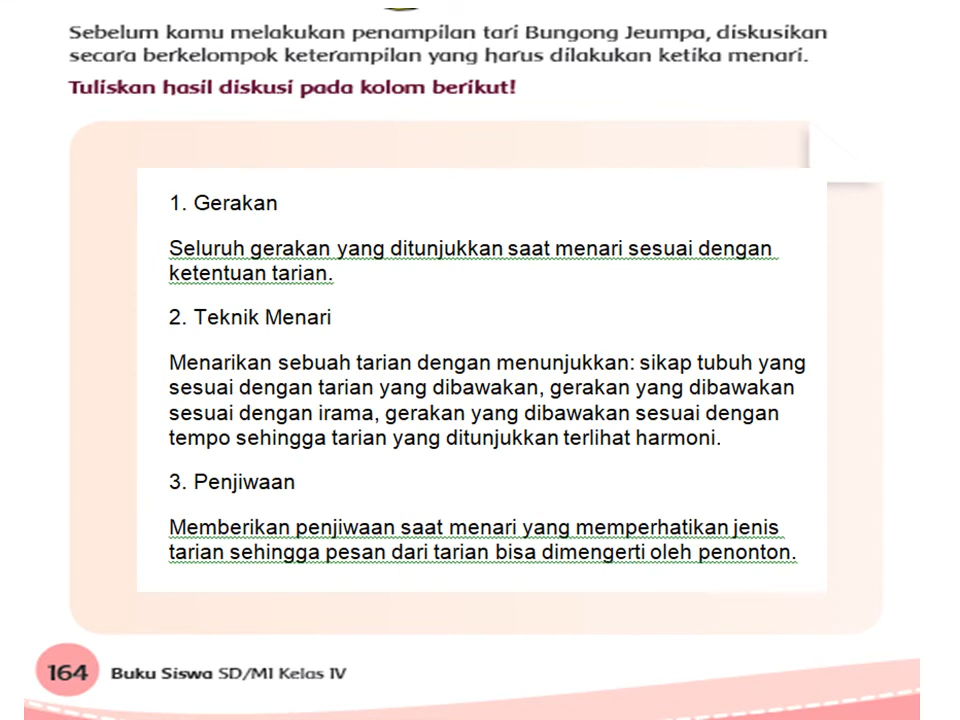 Sebelum kamu melakukan penampilan tari Bungong Jeumpa, diskusikan
secara berkelompok keterampilan yang harus dilakukan ketika menari.
Tuliskan hasil diskusi pada kolom berikut!
1. Gerakan
Seluruh gerakan yang ditunjukkan saat menari sesuai dengan
ketentuan tarian.
2. Teknik Menari
Menarikan sebuah tarian dengan menunjukkan: sikap tubuh yang
sesuai dengan tarian yang dibawakan, gerakan yang dibawakan
sesuai dengan irama, gerakan yang dibawakan sesuai dengan
tempo sehingga tarian yang ditunjukkan terlihat harmoni.
3. Penjiwaan
Memberikan penjiwaan saat menari yang memperhatikan jenis
tarian sehingga pesan dari tarian bisa dimengerti oleh penonton.
164 Buku Siswa SD/MI Kelas IV